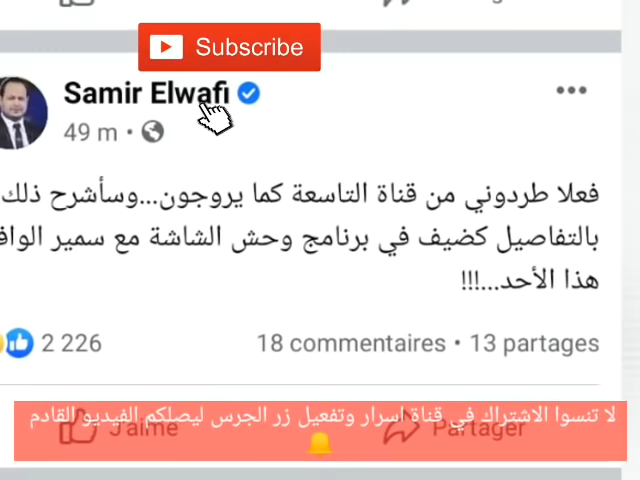 Subscribe
Samir Elwafi
49 m
فعلا طردوني من قناة التاسعة كما يروجون...وسأشرح ذلك
بالتفاصيل كضيف في برنامج وحش الشاشة مع سمير
هذا الأحد...!!!
2 226
18 commentaires • 13 partages
لا تنسوا الاشتراك في قناة اسرار وتفعيل زر الجرس ليصلكم الفيديو القادم
J'aime
Partager